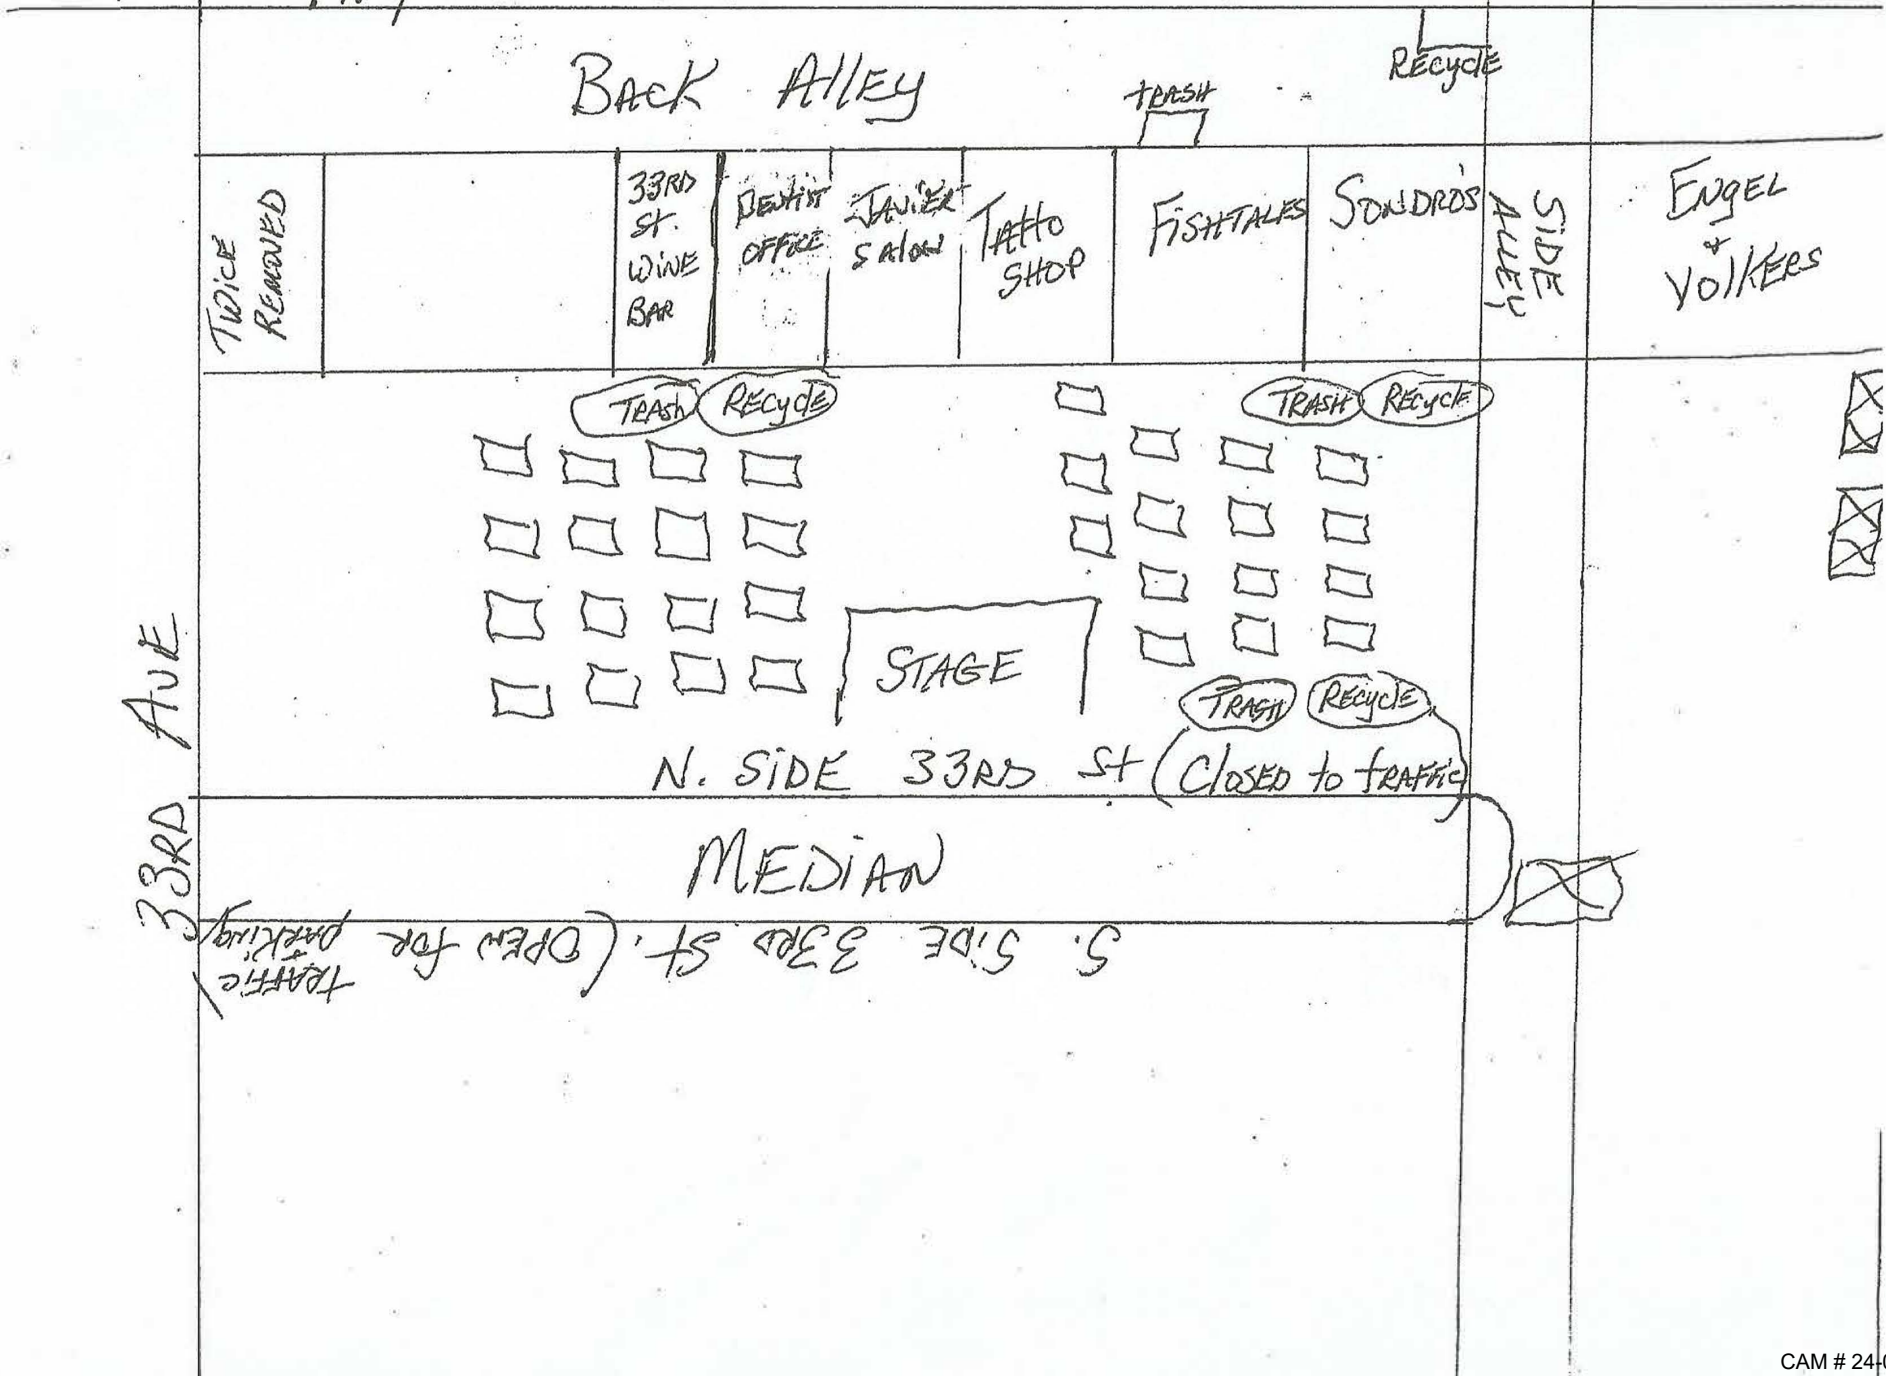 BACK AllEY
tRASH
REcyclE
TWicE
REMOVED
33RD
St.
WiNE
BAR
DENtist
OFFicE
JAViER
SAlON
TAttO
SHOP
FiSHTALES
SONDRO'S
SiDE
AllEY
ENgEL
+
VOlKERS
TRASh
REcyclE
TRASH
REcyclE
STAGE
TRASH
REcyclE
N. SiDE 33RD St (ClOSED to tRAFFic)
33RD AVE
MEDiAN
S. SiDE 33RD St. (OPEN foR
PARKiNg
tRAFFic)
CAM # 24-0